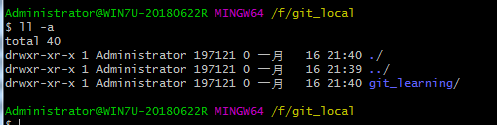 Administrator@WIN7U-20180622R MINGW64 /f/git_local
$ ll -a
total 40
drwxr-xr-x 1 Administrator 197121 0 一月   16 21:40 ./
drwxr-xr-x 1 Administrator 197121 0 一月   16 21:39 ../
drwxr-xr-x 1 Administrator 197121 0 一月   16 21:40 git_learning/

Administrator@WIN7U-20180622R MINGW64 /f/git_local
$